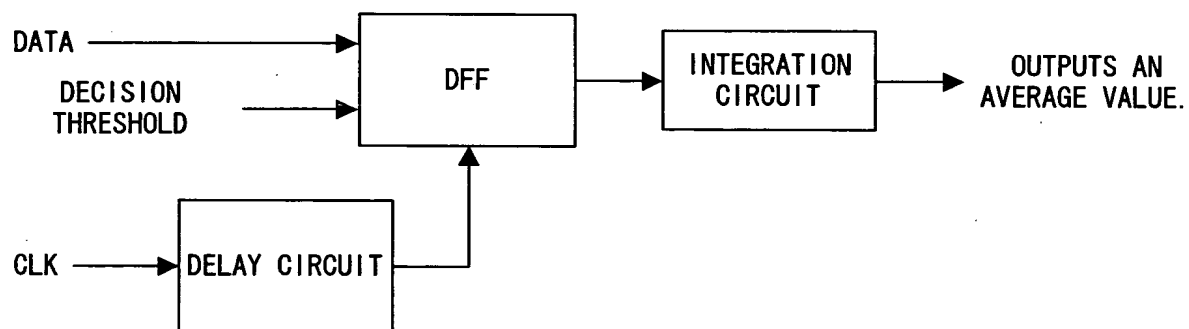 DATA
DECISION
THRESHOLD
DFF
INTEGRATION
CIRCUIT
OUTPUTS AN
AVERAGE VALUE.
CLK
DELAY CIRCUIT